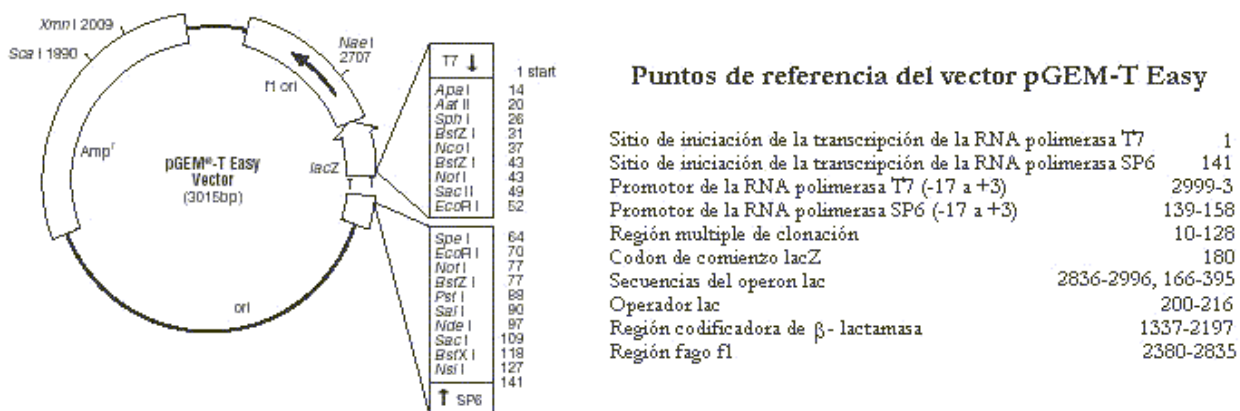 Xmn I 2009
Sca I 1890
Nae I
2707
f1 ori
Ampʳ
pGEM®-T Easy
Vector
(3015bp)
lacZ
ori
T7 ↓
1 start
Apa I 14
Aat II 20
Sph I 26
BstZ I 31
Nco I 37
BstZ I 43
Not I 43
Sac II 49
EcoR I 52
Spe I 64
EcoR I 70
Not I 77
BstZ I 77
Pst I 88
Sal I 90
Nde I 97
Sac I 109
BstX I 118
Nsi I 127
141
↑ SP6
Puntos de referencia del vector pGEM-T Easy
Sitio de iniciación de la transcripción de la RNA polimerasa T7 1
Sitio de iniciación de la transcripción de la RNA polimerasa SP6 141
Promotor de la RNA polimerasa T7 (-17 a +3) 2999-3
Promotor de la RNA polimerasa SP6 (-17 a +3) 139-158
Región multiple de clonación 10-128
Codon de comienzo lacZ 180
Secuencias del operon lac 2836-2996, 166-395
Operador lac 200-216
Región codificadora de β- lactamasa 1337-2197
Región fago f1 2380-2835